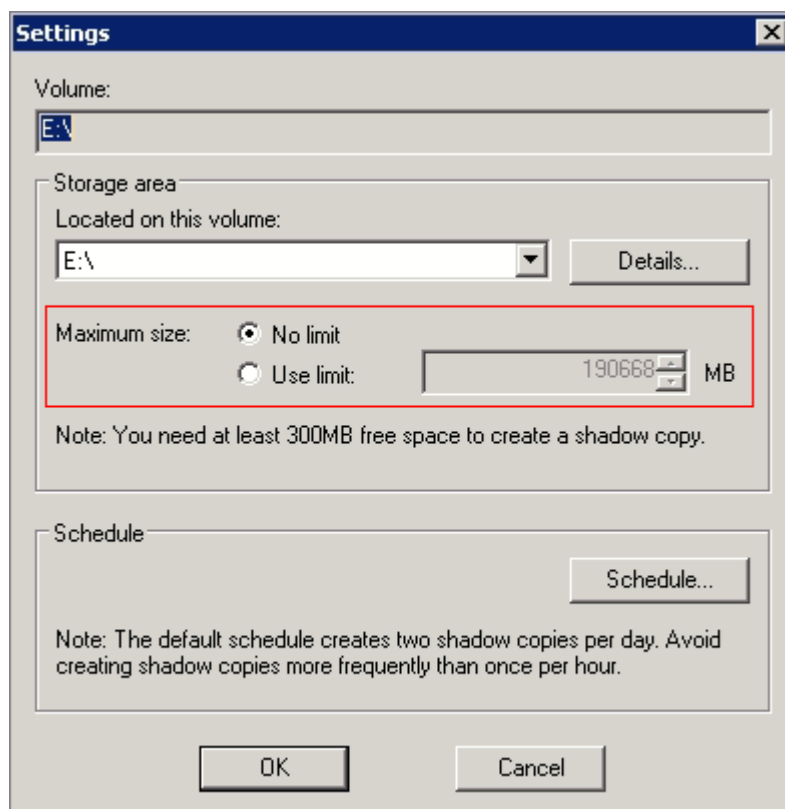 Settings
Volume:
E:\
Storage area
Located on this volume:
E:\
Details...
Maximum size:
No limit
Use limit:
190668
MB
Note: You need at least 300MB free space to create a shadow copy.
Schedule
Schedule...
Note: The default schedule creates two shadow copies per day. Avoid
creating shadow copies more frequently than once per hour.
OK
Cancel